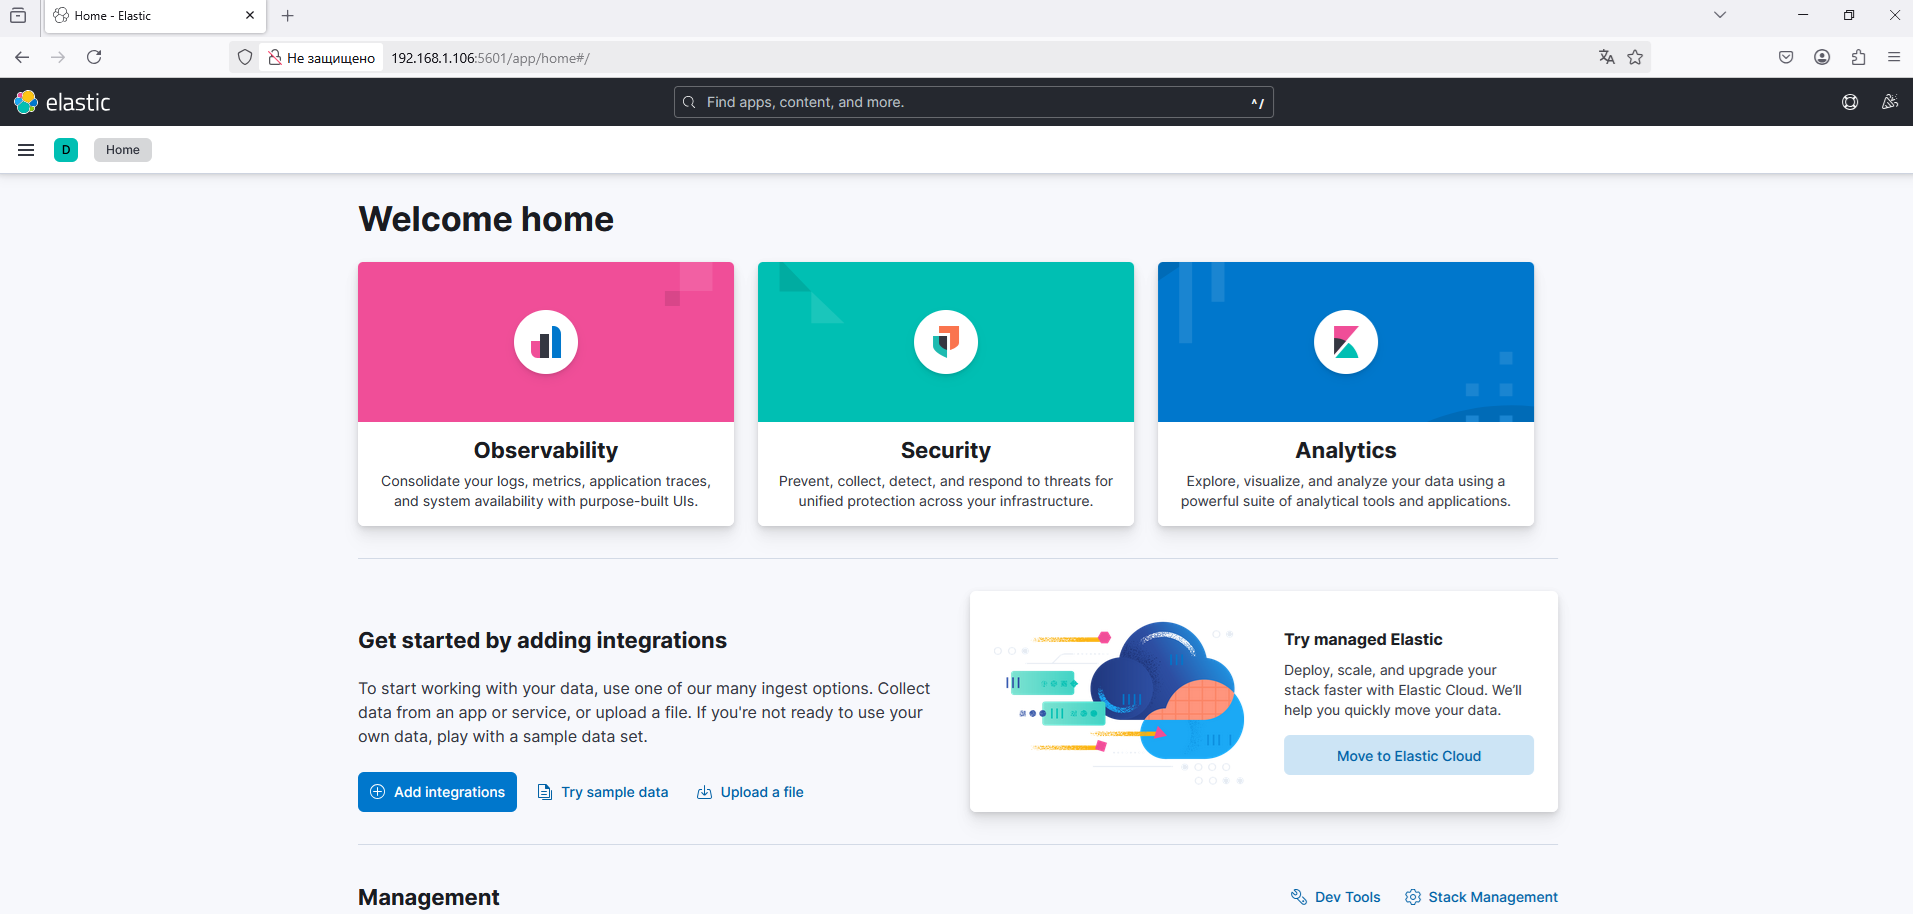 Home - Elastic
Не защищено
192.168.1.106:5601/app/home#/
elastic
Find apps, content, and more.
^/
D
Home
Welcome home
Observability
Consolidate your logs, metrics, application traces,
and system availability with purpose-built UIs.
Security
Prevent, collect, detect, and respond to threats for
unified protection across your infrastructure.
Analytics
Explore, visualize, and analyze your data using a
powerful suite of analytical tools and applications.
Get started by adding integrations
To start working with your data, use one of our many ingest options. Collect
data from an app or service, or upload a file. If you're not ready to use your
own data, play with a sample data set.
Add integrations
Try sample data
Upload a file
Try managed Elastic
Deploy, scale, and upgrade your
stack faster with Elastic Cloud. We’ll
help you quickly move your data.
Move to Elastic Cloud
Management
Dev Tools
Stack Management